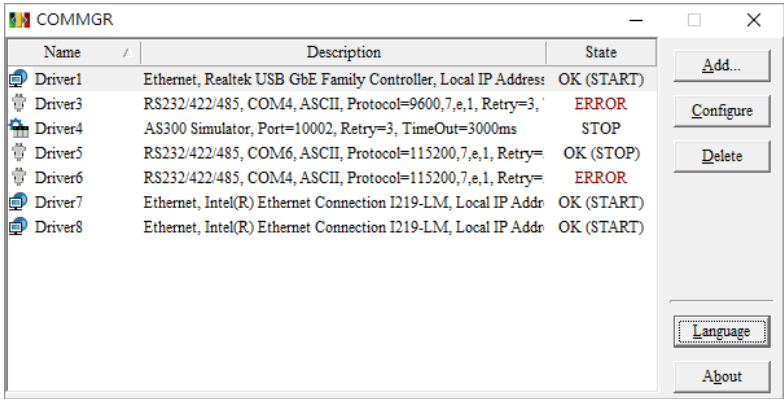 COMMGR
Name Description State
Driver1 Ethernet, Realtek USB GbE Family Controller, Local IP Address OK (START)
Driver3 RS232/422/485, COM4, ASCII, Protocol=9600,7,e,1, Retry=3, ERROR
Driver4 AS300 Simulator, Port=10002, Retry=3, TimeOut=3000ms STOP
Driver5 RS232/422/485, COM6, ASCII, Protocol=115200,7,e,1, Retry= OK (STOP)
Driver6 RS232/422/485, COM4, ASCII, Protocol=115200,7,e,1, Retry= ERROR
Driver7 Ethernet, Intel(R) Ethernet Connection I219-LM, Local IP Addr OK (START)
Driver8 Ethernet, Intel(R) Ethernet Connection I219-LM, Local IP Addr OK (START)
Add...
Configure
Delete
Language
About